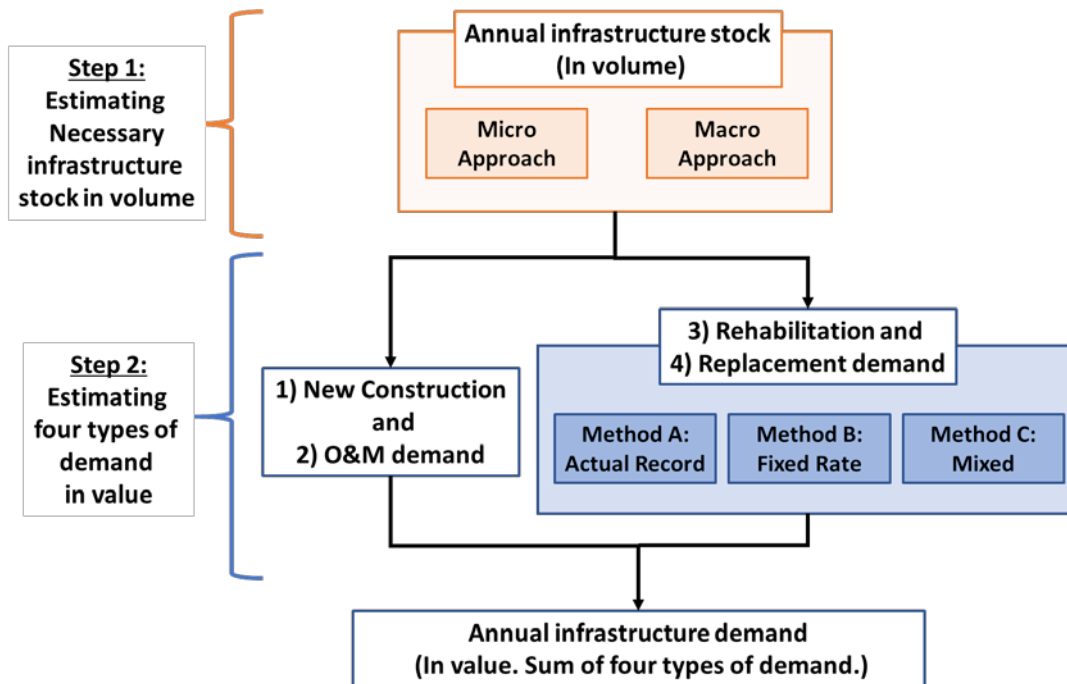 Step 1:
Estimating
Necessary
infrastructure
stock in volume
Annual infrastructure stock
(In volume)
Micro
Approach
Macro
Approach
Step 2:
Estimating
four types of
demand
in value
1) New Construction
and
2) O&M demand
3) Rehabilitation and
4) Replacement demand
Method A:
Actual Record
Method B:
Fixed Rate
Method C:
Mixed
Annual infrastructure demand
(In value. Sum of four types of demand.)